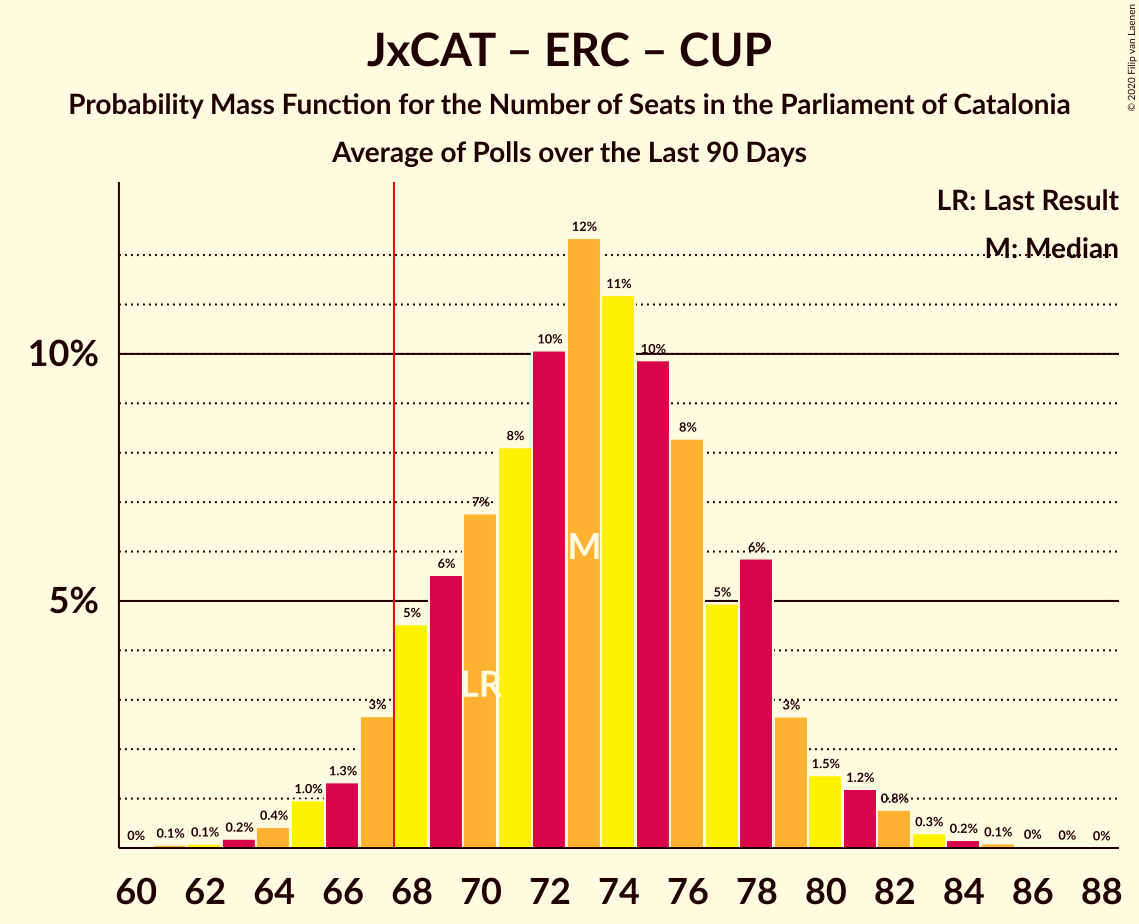 JxCAT – ERC – CUP
Probability Mass Function for the Number of Seats in the Parliament of Catalonia
Average of Polls over the Last 90 Days
© 2020 Filip van Laenen
LR: Last Result
M: Median
10%
5%
0% 0.1% 0.1% 0.2% 0.4% 1.0% 1.3% 3% 5% 6% 7% 8% 10% 12% 11% 10% 8% 5% 6% 3% 1.5% 1.2% 0.8% 0.3% 0.2% 0.1% 0% 0% 0%
M
LR
60 62 64 66 68 70 72 74 76 78 80 82 84 86 88